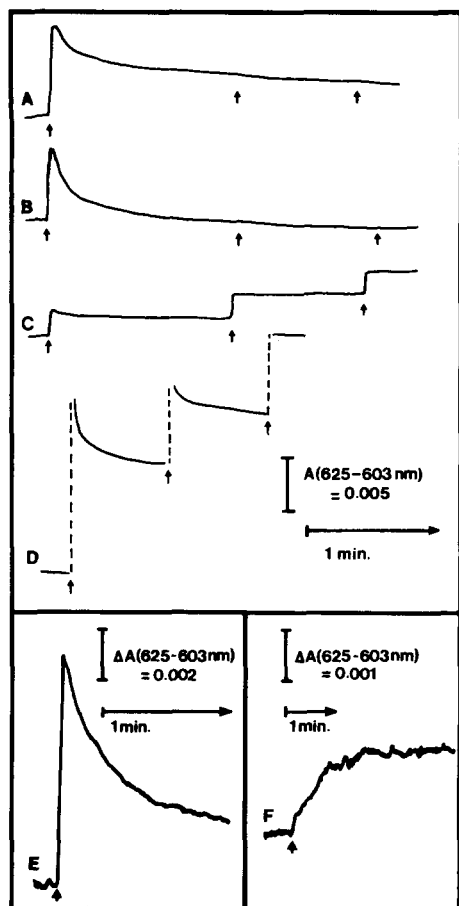 A
B
C
A(625-603 nm)
= 0.005
1 min.
D
ΔA(625-603nm)
= 0.002
1min.
E
ΔA(625-603nm)
= 0.001
1min.
F